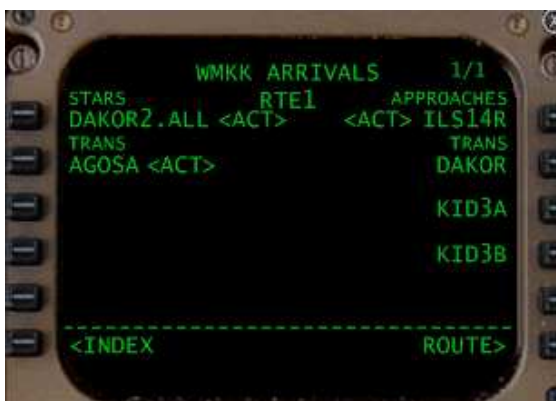 WMKK ARRIVALS 1/1
STARS RTE1 APPROACHES
DAKOR2.ALL <ACT> <ACT> ILS14R
TRANS TRANS
AGOSA <ACT> DAKOR
KID3A
KID3B
--------------------------------
<INDEX ROUTE>